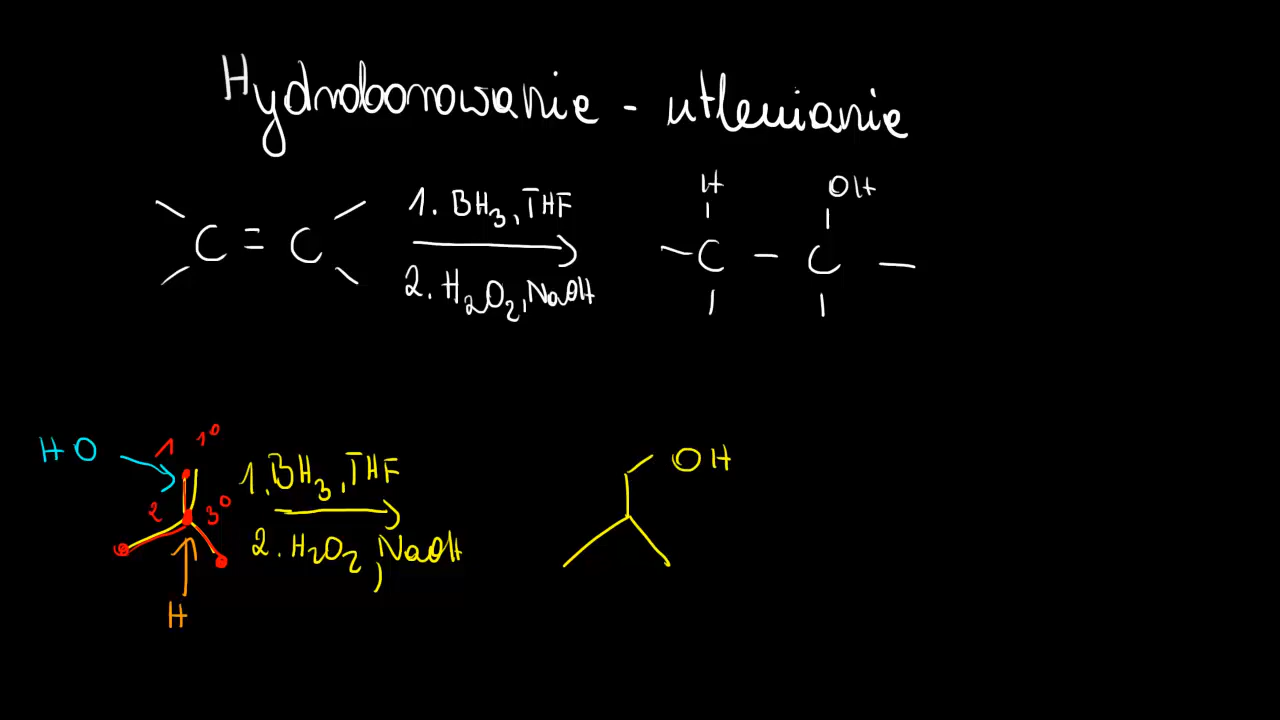 Hydroborowanie - utlenianie
H OH
1. BH3, THF
C = C C - C
2. H2O2, NaOH
HO 1 1° 1. BH3, THF OH
2 3°
2. H2O2, NaOH
H